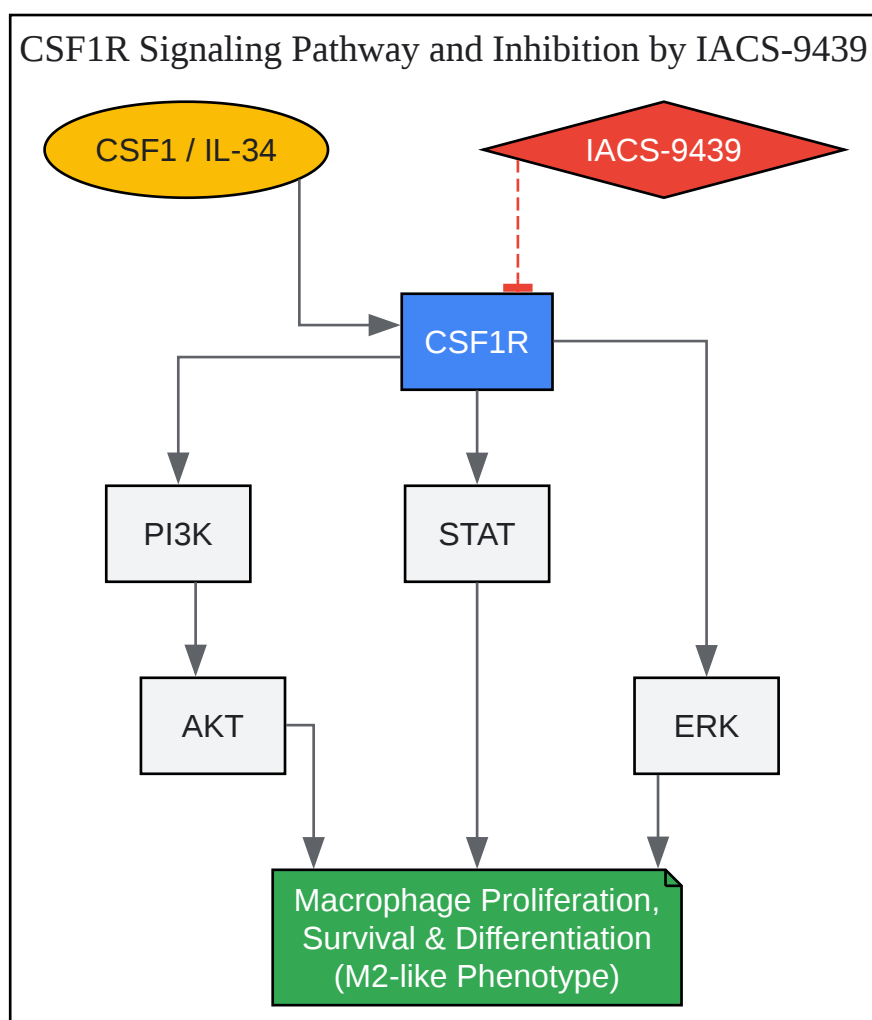 CSF1R Signaling Pathway and Inhibition by IACS-9439
CSF1 / IL-34
IACS-9439
CSF1R
PI3K
STAT
AKT
ERK
Macrophage Proliferation,
Survival & Differentiation
(M2-like Phenotype)